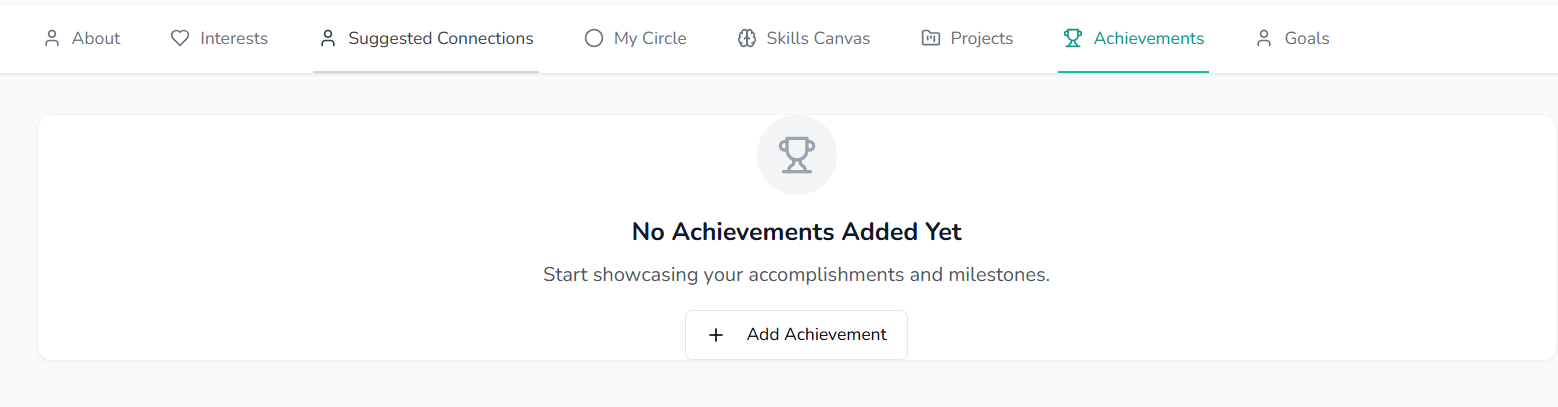 About Interests Suggested Connections My Circle Skills Canvas Projects Achievements Goals
No Achievements Added Yet
Start showcasing your accomplishments and milestones.
Add Achievement